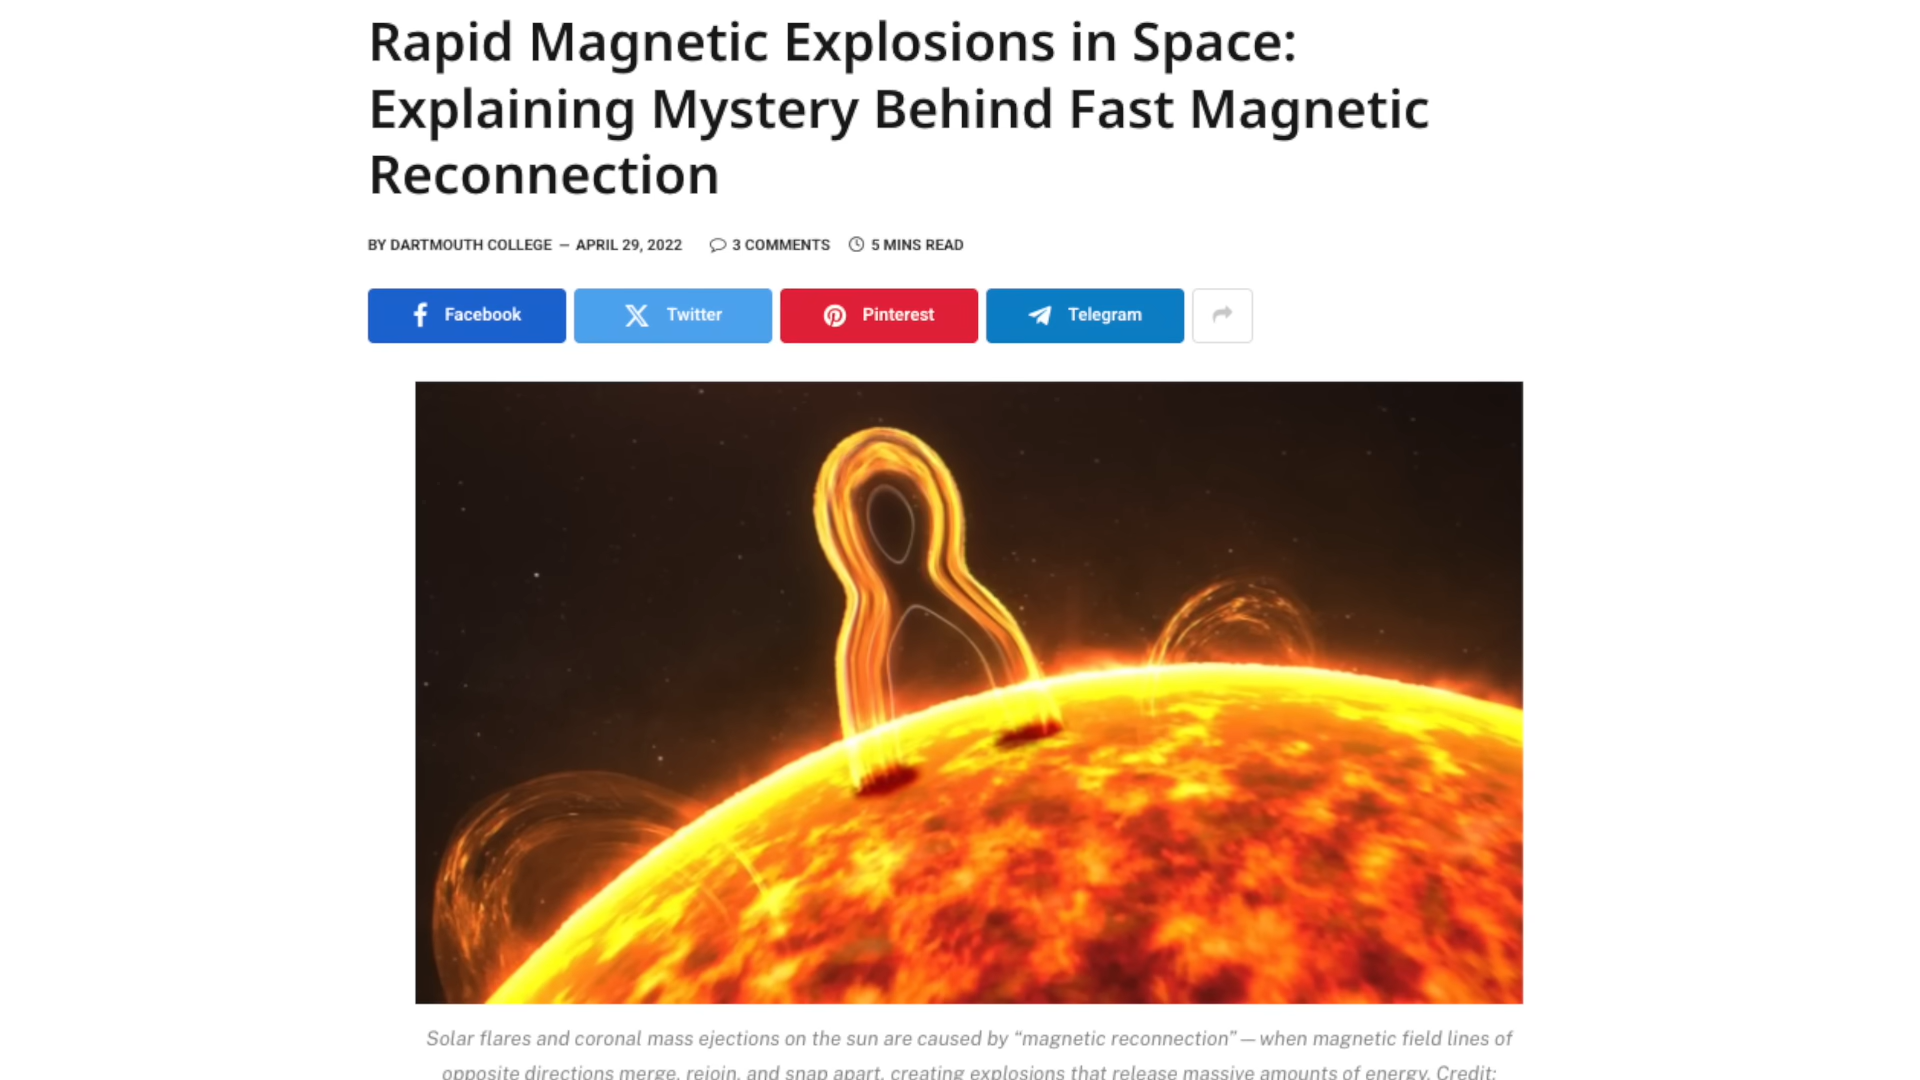 Rapid Magnetic Explosions in Space:
Explaining Mystery Behind Fast Magnetic
Reconnection
BY DARTMOUTH COLLEGE — APRIL 29, 2022 3 COMMENTS 5 MINS READ
Facebook Twitter Pinterest Telegram
Solar flares and coronal mass ejections on the sun are caused by “magnetic reconnection”—when magnetic field lines of
opposite directions merge, rejoin, and snap apart, creating explosions that release massive amounts of energy. Credit: